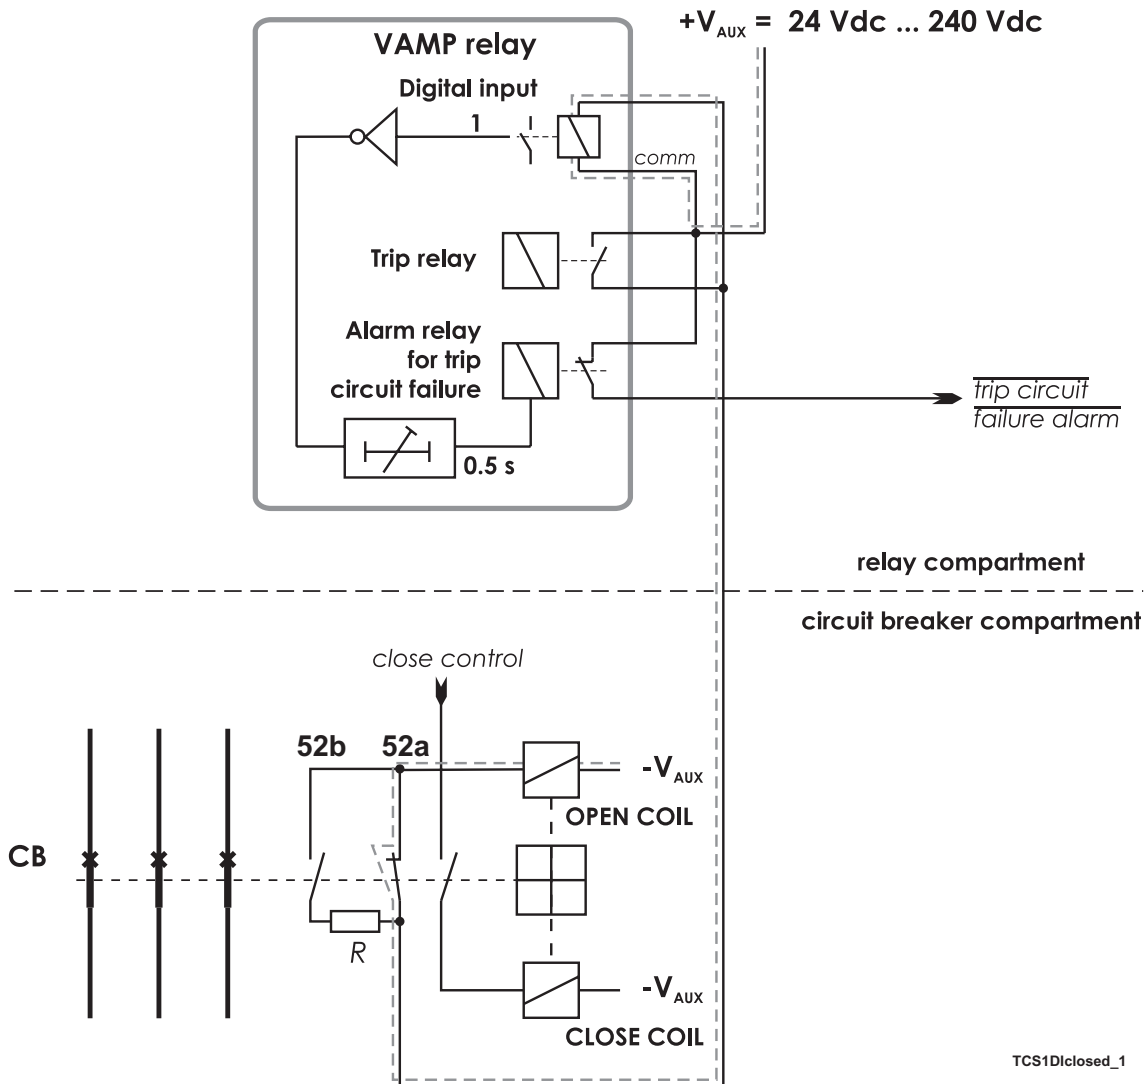 +VAUX = 24 Vdc ... 240 Vdc
VAMP relay
Digital input
1
comm
Trip relay
Alarm relay
for trip
circuit failure
0.5 s
trip circuit
failure alarm
relay compartment
circuit breaker compartment
close control
52b 52a
-VAUX
OPEN COIL
CB
R
-VAUX
CLOSE COIL
TCS1DIclosed_1